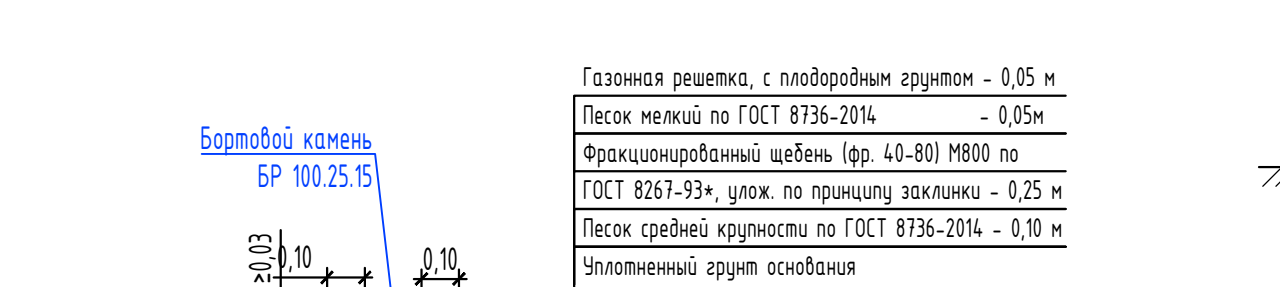 Газонная решетка, с плодородным грунтом - 0,05 м
Песок мелкий по ГОСТ 8736-2014 - 0,05м
Бортовой камень
Фракционированный щебень (фр. 40-80) М800 по
БР 100.25.15
ГОСТ 8267-93*, улож. по принципу заклинки - 0,25 м
Песок средней крупности по ГОСТ 8736-2014 - 0,10 м
≥0,03
0,10
0,10
Уплотненный грунт основания